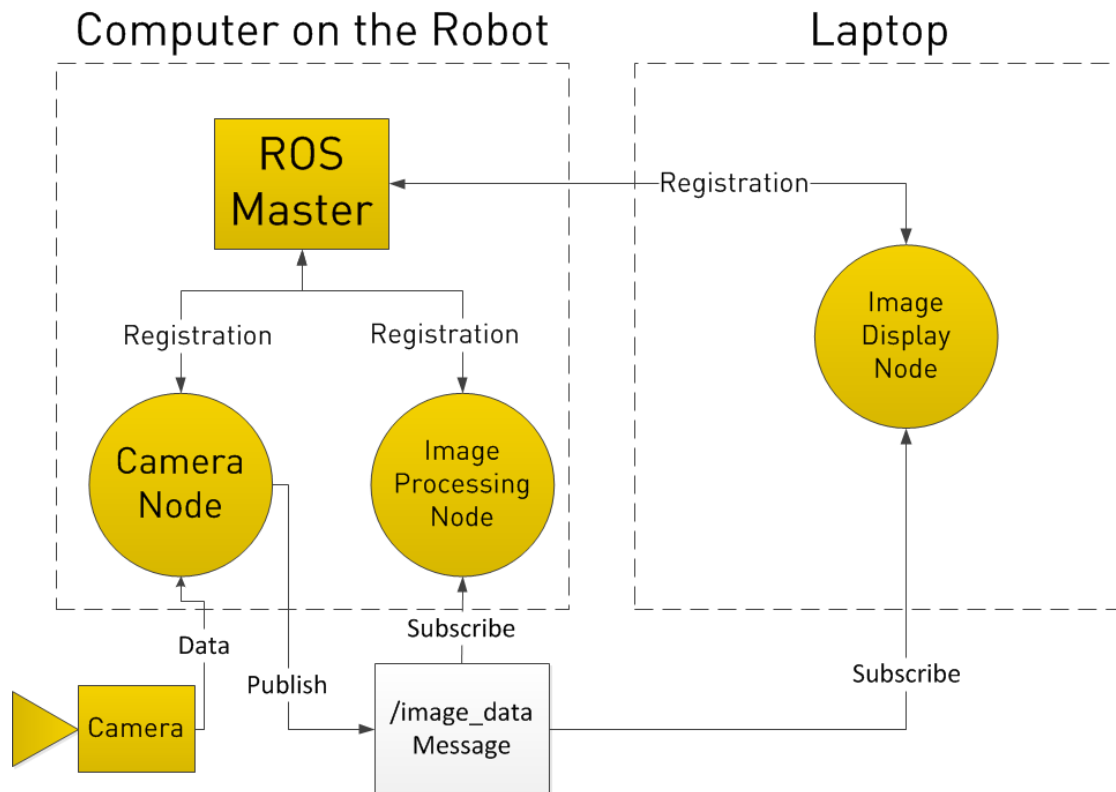 Computer on the Robot
Laptop
ROS
Master
Registration
Registration
Registration
Image
Display
Node
Camera
Node
Image
Processing
Node
Data
Subscribe
Publish
Subscribe
Camera
/image_data
Message